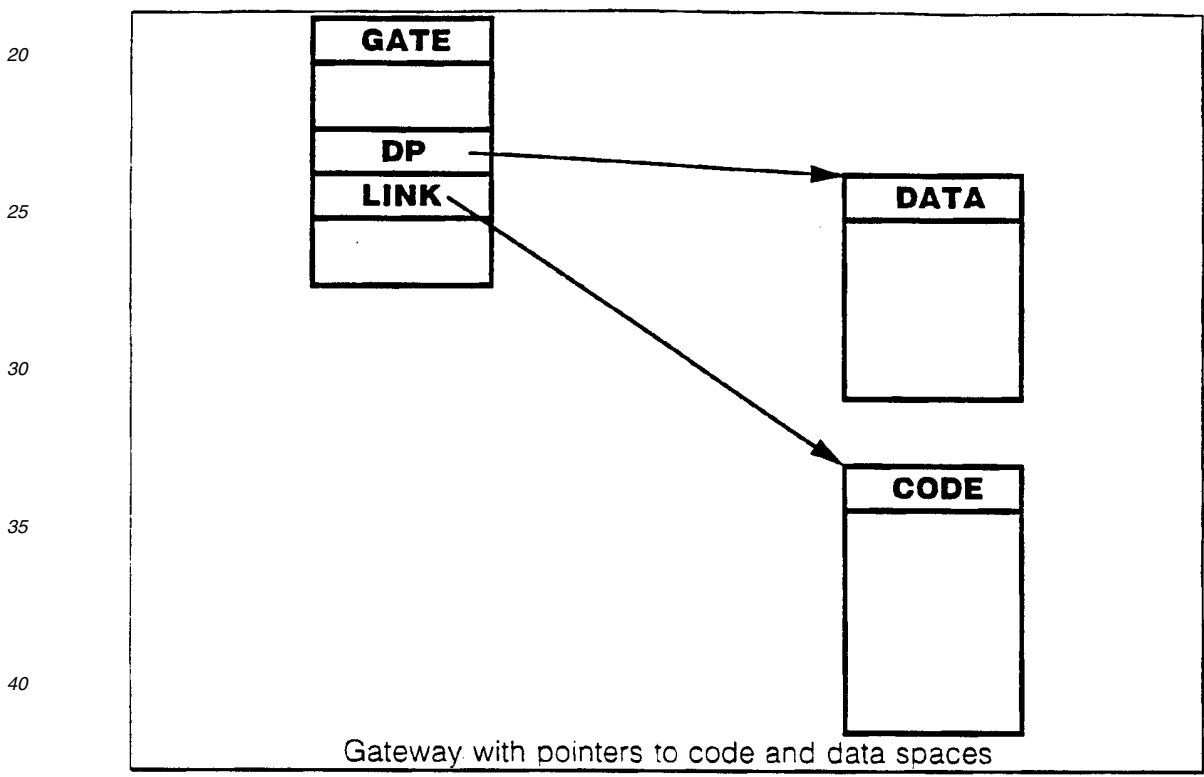 20
GATE
DP
LINK
25
DATA
30
CODE
35
40
Gateway with pointers to code and data spaces